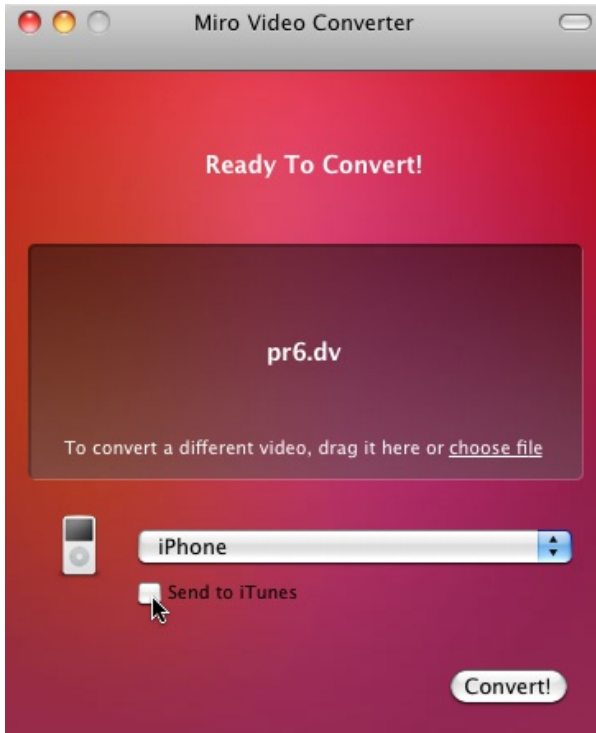 Miro Video Converter
Ready To Convert!
pr6.dv
To convert a different video, drag it here or choose file
iPhone
Send to iTunes
Convert!